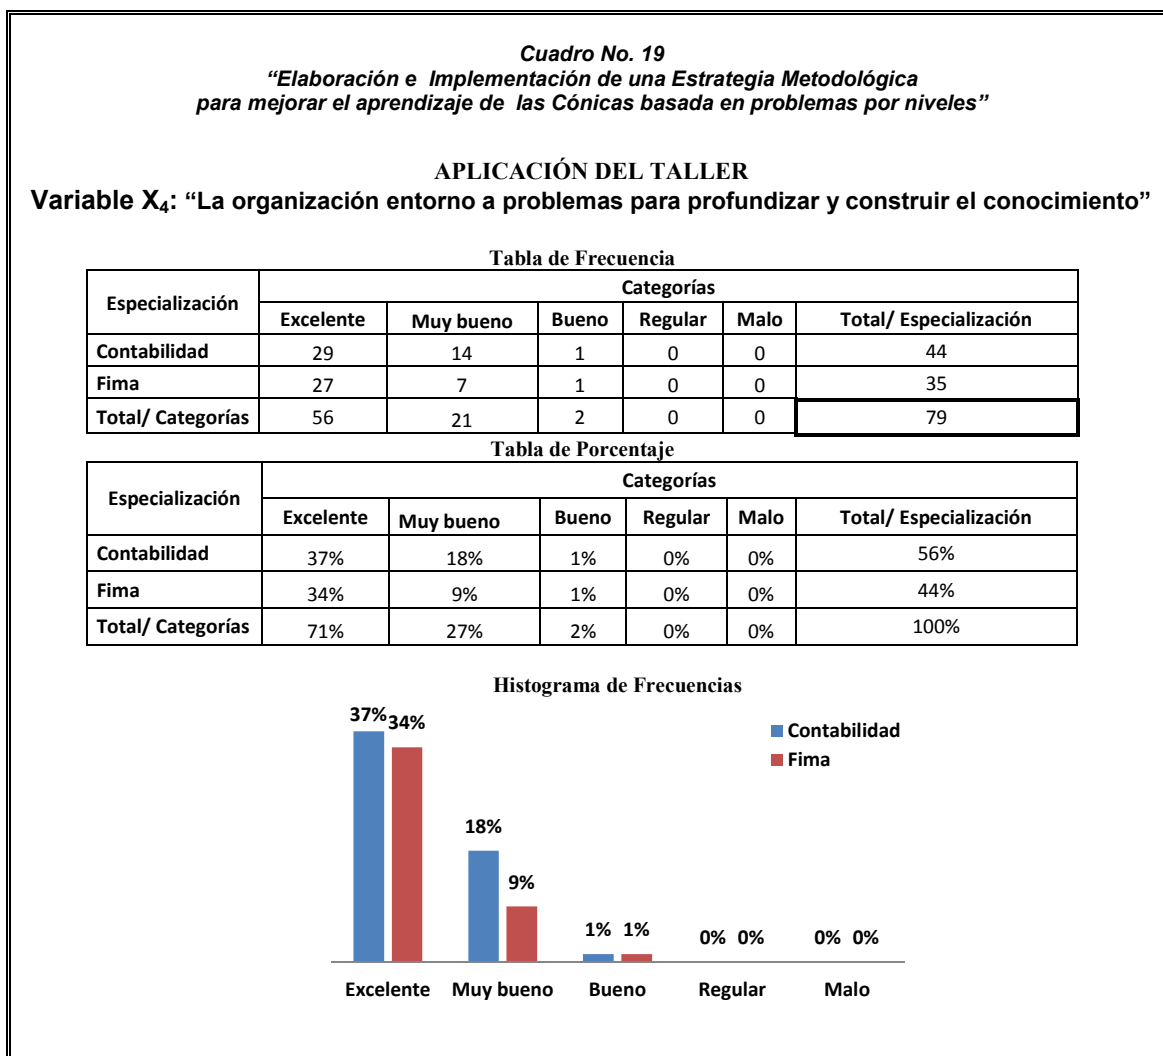 Cuadro No. 19
“Elaboración e Implementación de una Estrategia Metodológica
para mejorar el aprendizaje de las Cónicas basada en problemas por niveles”
APLICACIÓN DEL TALLER
Variable X4: “La organización entorno a problemas para profundizar y construir el conocimiento”
Tabla de Frecuencia
Especialización Categorías
Excelente Muy bueno Bueno Regular Malo Total/ Especialización
Contabilidad 29 14 1 0 0 44
Fima 27 7 1 0 0 35
Total/ Categorías 56 21 2 0 0 79
Tabla de Porcentaje
Especialización Categorías
Excelente Muy bueno Bueno Regular Malo Total/ Especialización
Contabilidad 37% 18% 1% 0% 0% 56%
Fima 34% 9% 1% 0% 0% 44%
Total/ Categorías 71% 27% 2% 0% 0% 100%
Histograma de Frecuencias
37% 34%
Contabilidad
Fima
18%
9%
1% 1% 0% 0% 0% 0%
Excelente Muy bueno Bueno Regular Malo